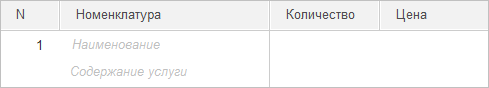 N Номенклатура Количество Цена
1 Наименование
Содержание услуги